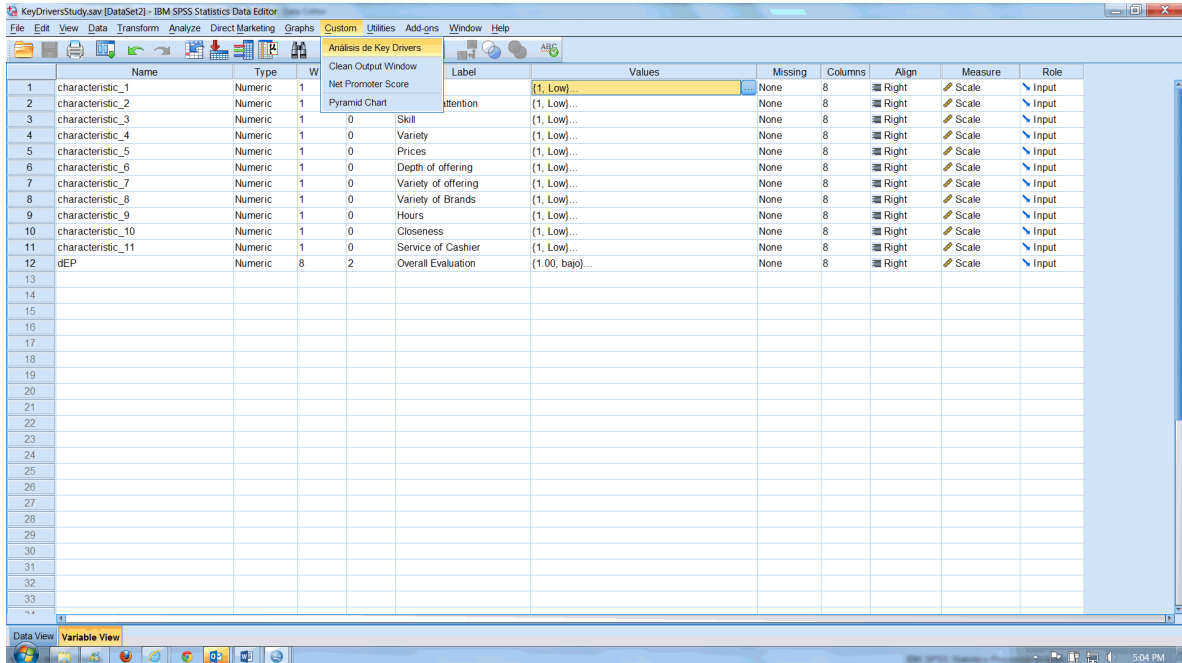 KeyDriversStudy.sav [DataSet2] - IBM SPSS Statistics Data Editor
File Edit View Data Transform Analyze Direct Marketing Graphs Custom Utilities Add-ons Window Help
Análisis de Key Drivers
Clean Output Window
Net Promoter Score
Pyramid Chart
Name Type W Label Values Missing Columns Align Measure Role
1 characteristic_1 Numeric 1 {1, Low}... None 8 Right Scale Input
2 characteristic_2 Numeric 1 attention {1, Low}... None 8 Right Scale Input
3 characteristic_3 Numeric 1 0 Skill {1, Low}... None 8 Right Scale Input
4 characteristic_4 Numeric 1 0 Variety {1, Low}... None 8 Right Scale Input
5 characteristic_5 Numeric 1 0 Prices {1, Low}... None 8 Right Scale Input
6 characteristic_6 Numeric 1 0 Depth of offering {1, Low}... None 8 Right Scale Input
7 characteristic_7 Numeric 1 0 Variety of offering {1, Low}... None 8 Right Scale Input
8 characteristic_8 Numeric 1 0 Variety of Brands {1, Low}... None 8 Right Scale Input
9 characteristic_9 Numeric 1 0 Hours {1, Low}... None 8 Right Scale Input
10 characteristic_10 Numeric 1 0 Closeness {1, Low}... None 8 Right Scale Input
11 characteristic_11 Numeric 1 0 Service of Cashier {1, Low}... None 8 Right Scale Input
12 dEP Numeric 8 2 Overall Evaluation {1.00, bajo}... None 8 Right Scale Input
13
14
15
16
17
18
19
20
21
22
23
24
25
26
27
28
29
30
31
32
33
Data View Variable View
5:04 PM